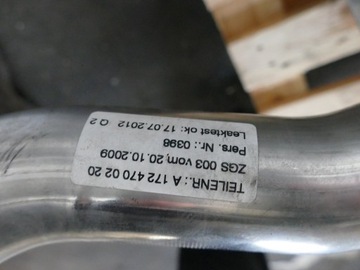 TEILENR.: A 172 470 02 20
ZGS 003 vom 20.10.2009
Pers. Nr.: 0398
Leaktest ok: 17.07.2012 Q 2